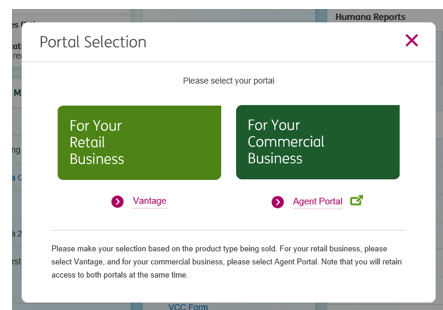 Humana Reports
Portal Selection
Please select your portal
For Your
Retail
Business
For Your
Commercial
Business
Vantage
Agent Portal
Please make your selection based on the product type being sold. For your retail business, please
select Vantage, and for your commercial business, please select Agent Portal. Note that you will retain
access to both portals at the same time.
VCC Form